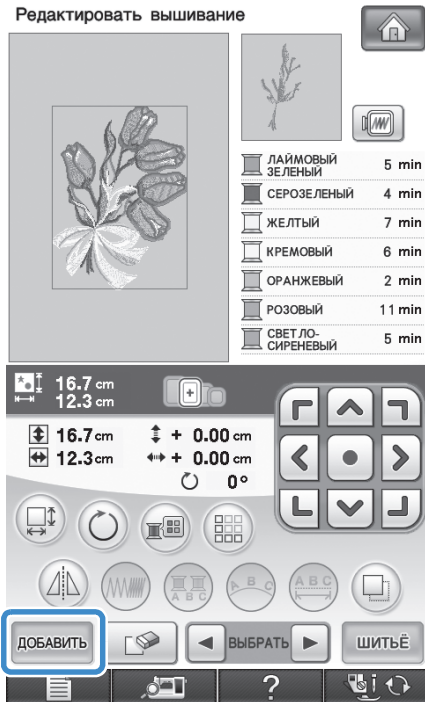 Редактировать вышивание
ЛАЙМОВЫЙ ЗЕЛЕНЫЙ 5 min
СЕРОЗЕЛЕНЫЙ 4 min
ЖЕЛТЫЙ 7 min
КРЕМОВЫЙ 6 min
ОРАНЖЕВЫЙ 2 min
РОЗОВЫЙ 11 min
СВЕТЛО-СИРЕНЕВЫЙ 5 min
16.7 cm
12.3 cm
16.7 cm + 0.00 cm
12.3 cm + 0.00 cm
0°
A B C A B C A B C
ДОБАВИТЬ ВЫБРАТЬ ШИТЬЁ
?